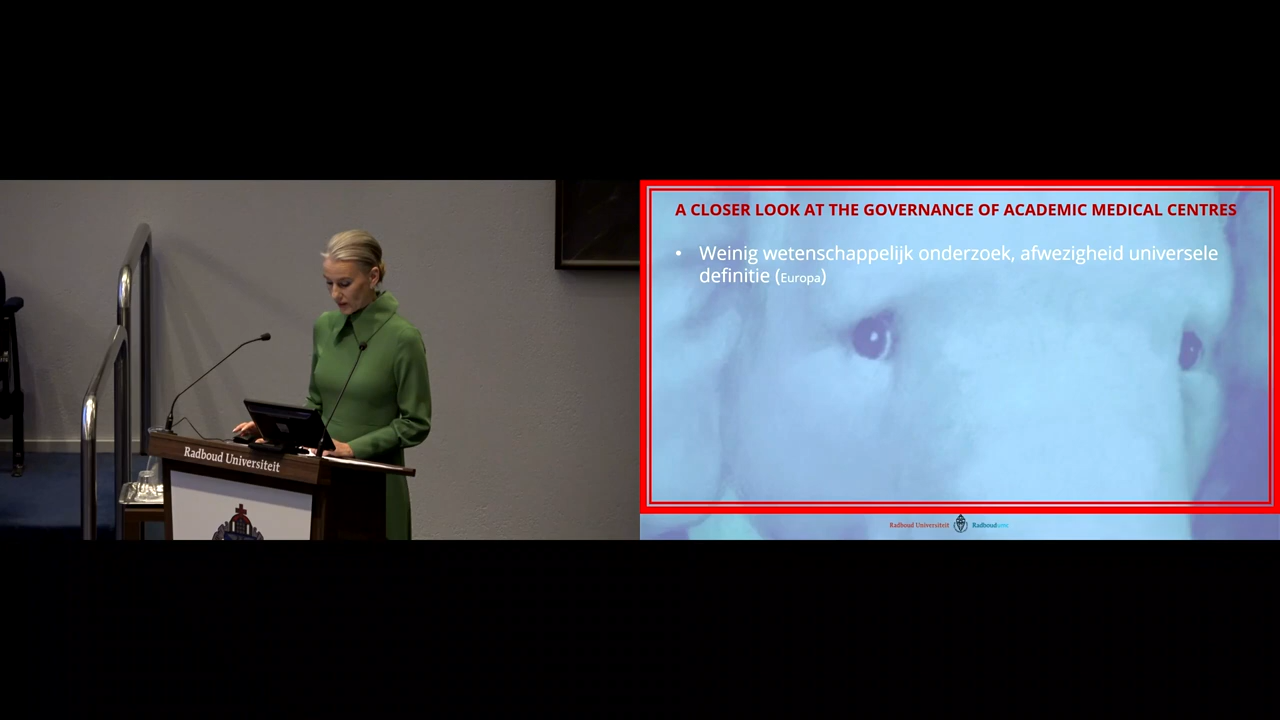 A CLOSER LOOK AT THE GOVERNANCE OF ACADEMIC MEDICAL CENTRES
• Weinig wetenschappelijk onderzoek, afwezigheid universele
definitie (Europa)
Radboud Universiteit
Radboud Universiteit Radboudumc